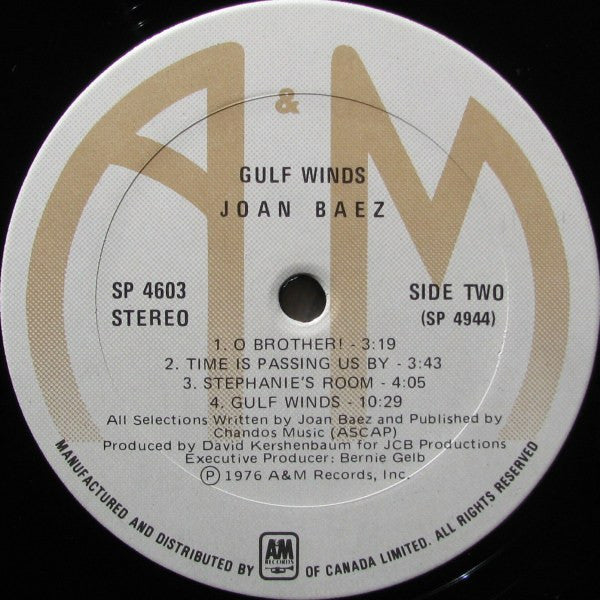 A & M
GULF WINDS
JOAN BAEZ
SP 4603
STEREO
SIDE TWO
(SP 4944)
1. O BROTHER! - 3:19
2. TIME IS PASSING US BY - 3:43
3. STEPHANIE'S ROOM - 4:05
4. GULF WINDS - 10:29
All Selections Written by Joan Baez and Published by
Chandos Music (ASCAP)
Produced by David Kershenbaum for JCB Productions
Executive Producer: Bernie Gelb
Ⓟ 1976 A&M Records, Inc.
MANUFACTURED AND DISTRIBUTED BY A&M RECORDS OF CANADA LIMITED. ALL RIGHTS RESERVED